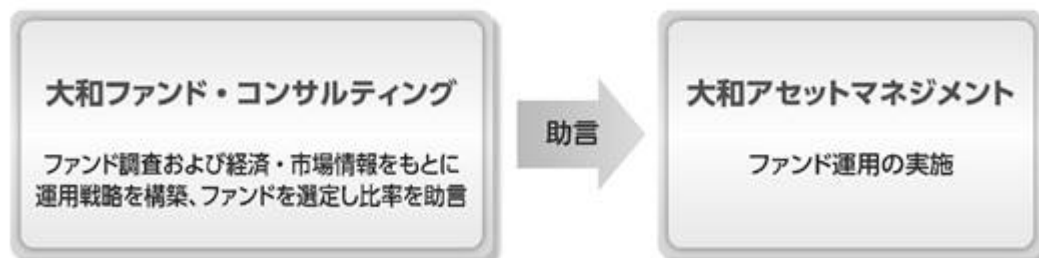 大和ファンド・コンサルティング
ファンド調査および経済・市場情報をもとに
運用戦略を構築、ファンドを選定し比率を助言
助言
大和アセットマネジメント
ファンド運用の実施